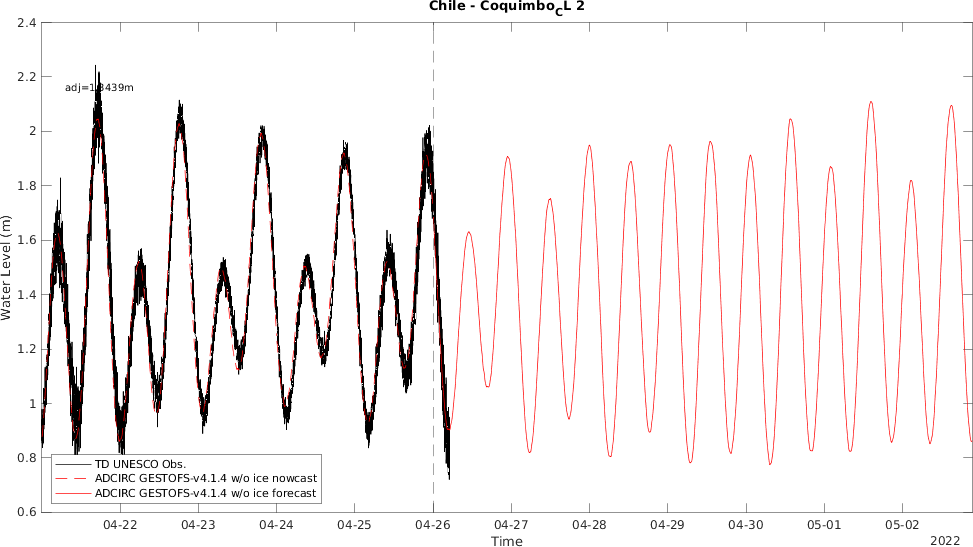 Chile - Coquimbo_CL 2
2.4
2.2
2
1.8
1.6
1.4
1.2
1
0.8
0.6
Water Level (m)
adj=1.3439m
TD UNESCO Obs.
ADCIRC GESTOFS-v4.1.4 w/o ice nowcast
ADCIRC GESTOFS-v4.1.4 w/o ice forecast
04-22 04-23 04-24 04-25 04-26 04-27 04-28 04-29 04-30 05-01 05-02
Time
2022